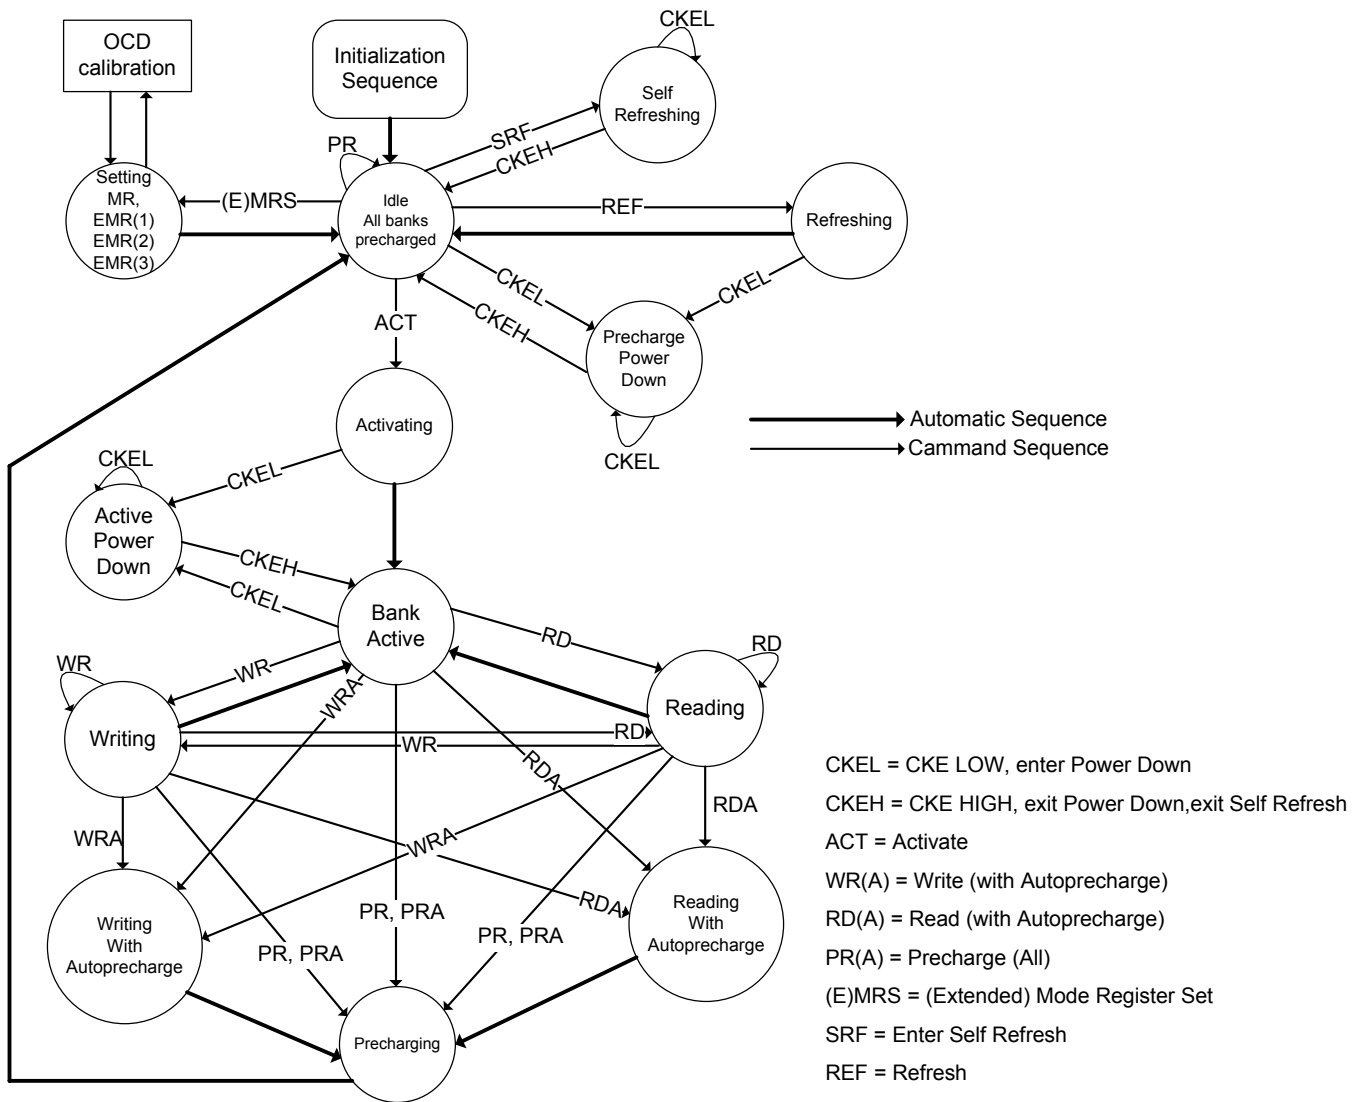 OCD
calibration
Initialization
Sequence
CKEL
Self
Refreshing
PR
SRF
CKEH
Setting
MR,
EMR(1)
EMR(2)
EMR(3)
(E)MRS
Idle
All banks
precharged
REF
Refreshing
CKEL
CKEH
CKEL
ACT
Precharge
Power
Down
CKEL
Activating
Automatic Sequence
Cammand Sequence
CKEL
CKEL
Active
Power
Down
CKEH
CKEL
Bank
Active
RD
RD
WR
WR
Reading
Writing
RD
WR
WRA
RDA
RDA
WRA
WRA
RDA
PR, PRA
PR, PRA
PR, PRA
Writing
With
Autoprecharge
Reading
With
Autoprecharge
Precharging
CKEL = CKE LOW, enter Power Down
CKEH = CKE HIGH, exit Power Down,exit Self Refresh
ACT = Activate
WR(A) = Write (with Autoprecharge)
RD(A) = Read (with Autoprecharge)
PR(A) = Precharge (All)
(E)MRS = (Extended) Mode Register Set
SRF = Enter Self Refresh
REF = Refresh